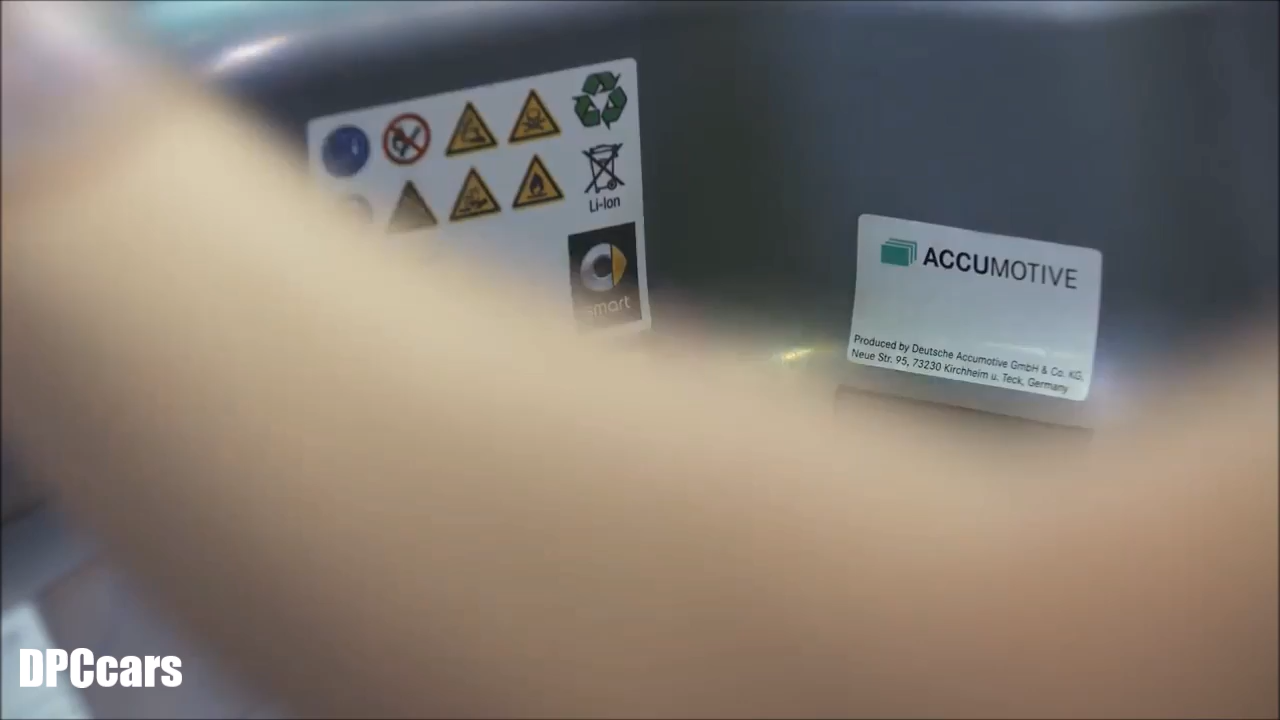 Li-Ion
smart
ACCUMOTIVE
Produced by Deutsche Accumotive GmbH & Co. KG,
Neue Str. 95, 73230 Kirchheim u. Teck, Germany
DPCcars